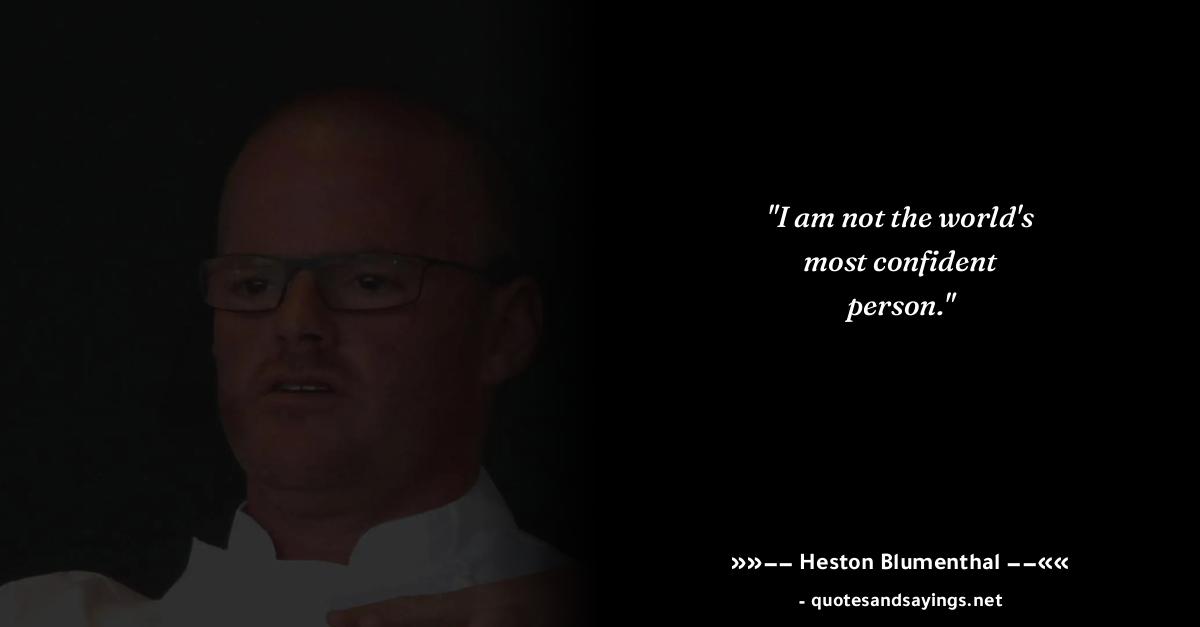 "I am not the world's
most confident
person."
»»–– Heston Blumenthal ––««
- quotesandsayings.net